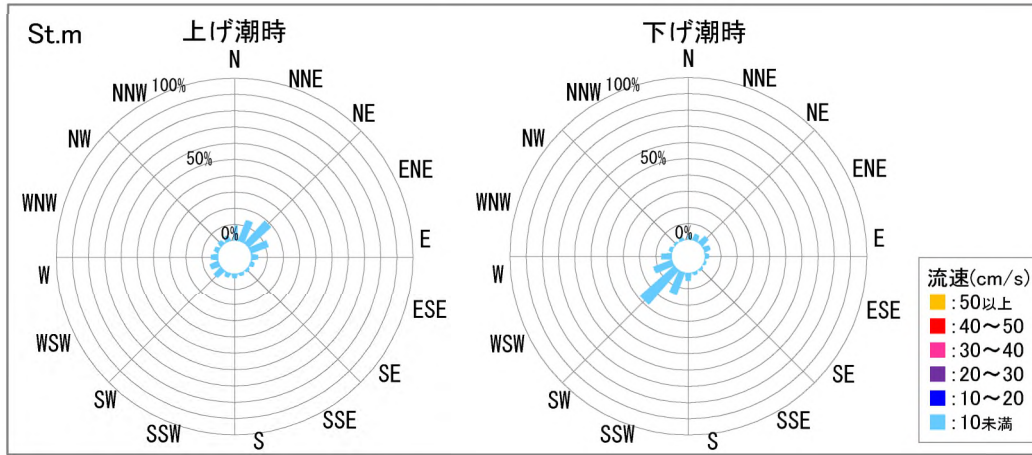 St.m
上げ潮時
N
NNE
NE
ENE
E
ESE
SE
SSE
S
SSW
SW
WSW
W
WNW
NW
NNW
100%
50%
0%
下げ潮時
N
NNE
NE
ENE
E
ESE
SE
SSE
S
SSW
SW
WSW
W
WNW
NW
NNW
100%
50%
0%
流速(cm/s)
:50以上
:40～50
:30～40
:20～30
:10～20
:10未満